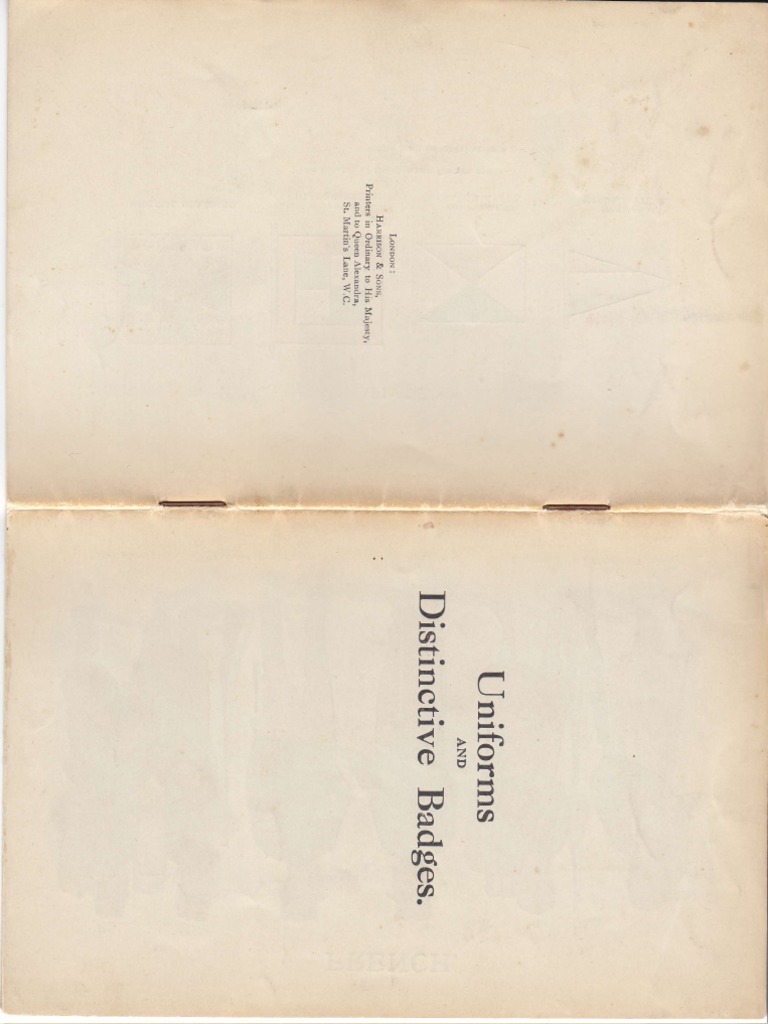 London:
Harrison & Sons,
Printers in Ordinary to His Majesty,
and to Queen Alexandra,
St. Martin's Lane, W.C.
Uniforms
AND
Distinctive Badges.
FRENCH.